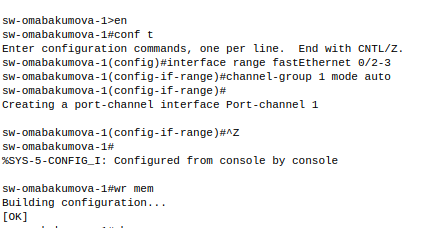 sw-omabakumova-1>en
sw-omabakumova-1#conf t
Enter configuration commands, one per line.  End with CNTL/Z.
sw-omabakumova-1(config)#interface range fastEthernet 0/2-3
sw-omabakumova-1(config-if-range)#channel-group 1 mode auto
sw-omabakumova-1(config-if-range)#
Creating a port-channel interface Port-channel 1
sw-omabakumova-1(config-if-range)#^Z
sw-omabakumova-1#
%SYS-5-CONFIG_I: Configured from console by console
sw-omabakumova-1#wr mem
Building configuration...
[OK]